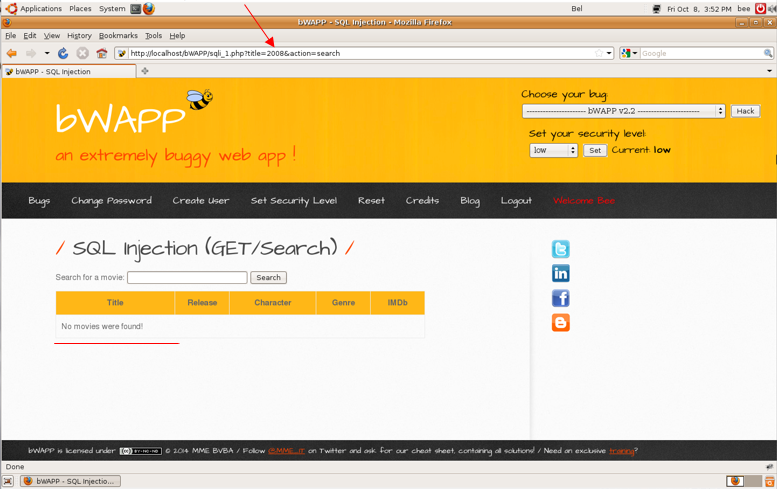 Applications Places System Bel Fri Oct 8, 3:52 PM bee
bWAPP - SQL Injection - Mozilla Firefox
File Edit View History Bookmarks Tools Help
http://localhost/bWAPP/sqli_1.php?title=2008&action=search Google
bWAPP - SQL Injection
bWAPP
an extremely buggy web app !
Choose your bug:
---------------------- bWAPP v2.2 ---------------------- Hack
Set your security level:
low Set Current: low
Bugs Change Password Create User Set Security Level Reset Credits Blog Logout Welcome Bee
/ SQL Injection (GET/Search) /
Search for a movie: Search
Title Release Character Genre IMDb
No movies were found!
bWAPP is licensed under BY-NC-ND © 2014 MME BVBA / Follow @MME_IT on Twitter and ask for our cheat sheet, containing all solutions! / Need an exclusive training?
Done
bWAPP - SQL Injectio...